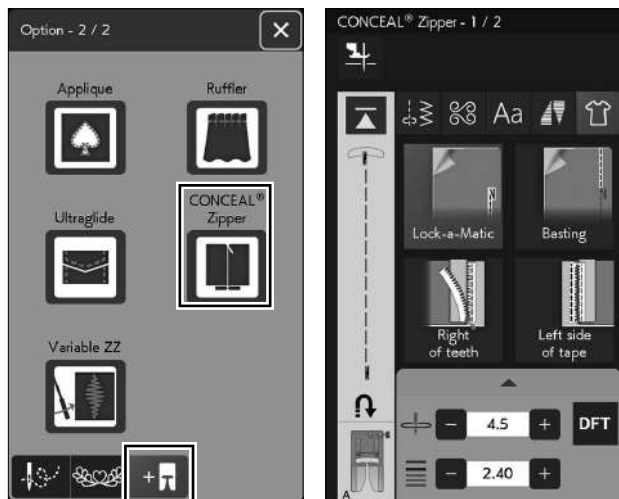 Option - 2 / 2
Applique
Ruffler
Ultraglide
CONCEAL®
Zipper
Variable ZZ
CONCEAL® Zipper - 1 / 2
Aa
Lock-a-Matic
Basting
Right
of teeth
Left side
of tape
4.5
DFT
2.40
A